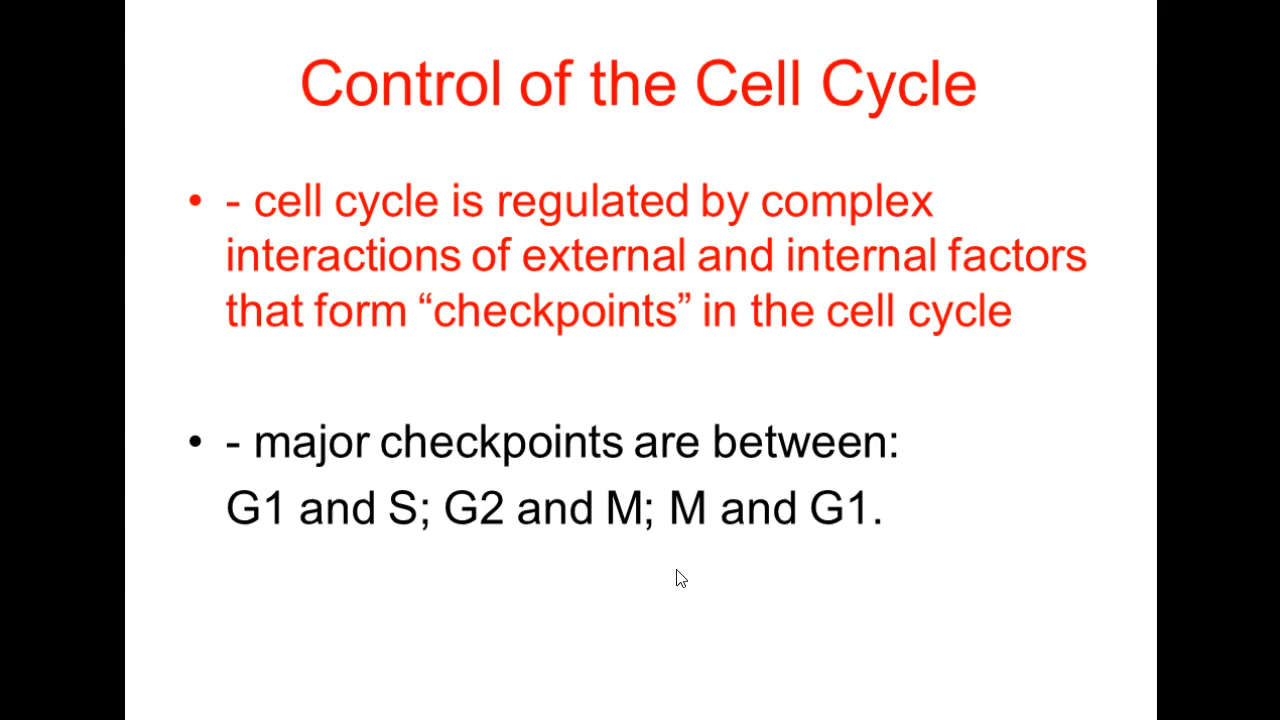 Control of the Cell Cycle
• - cell cycle is regulated by complex
interactions of external and internal factors
that form “checkpoints” in the cell cycle
• - major checkpoints are between:
G1 and S; G2 and M; M and G1.